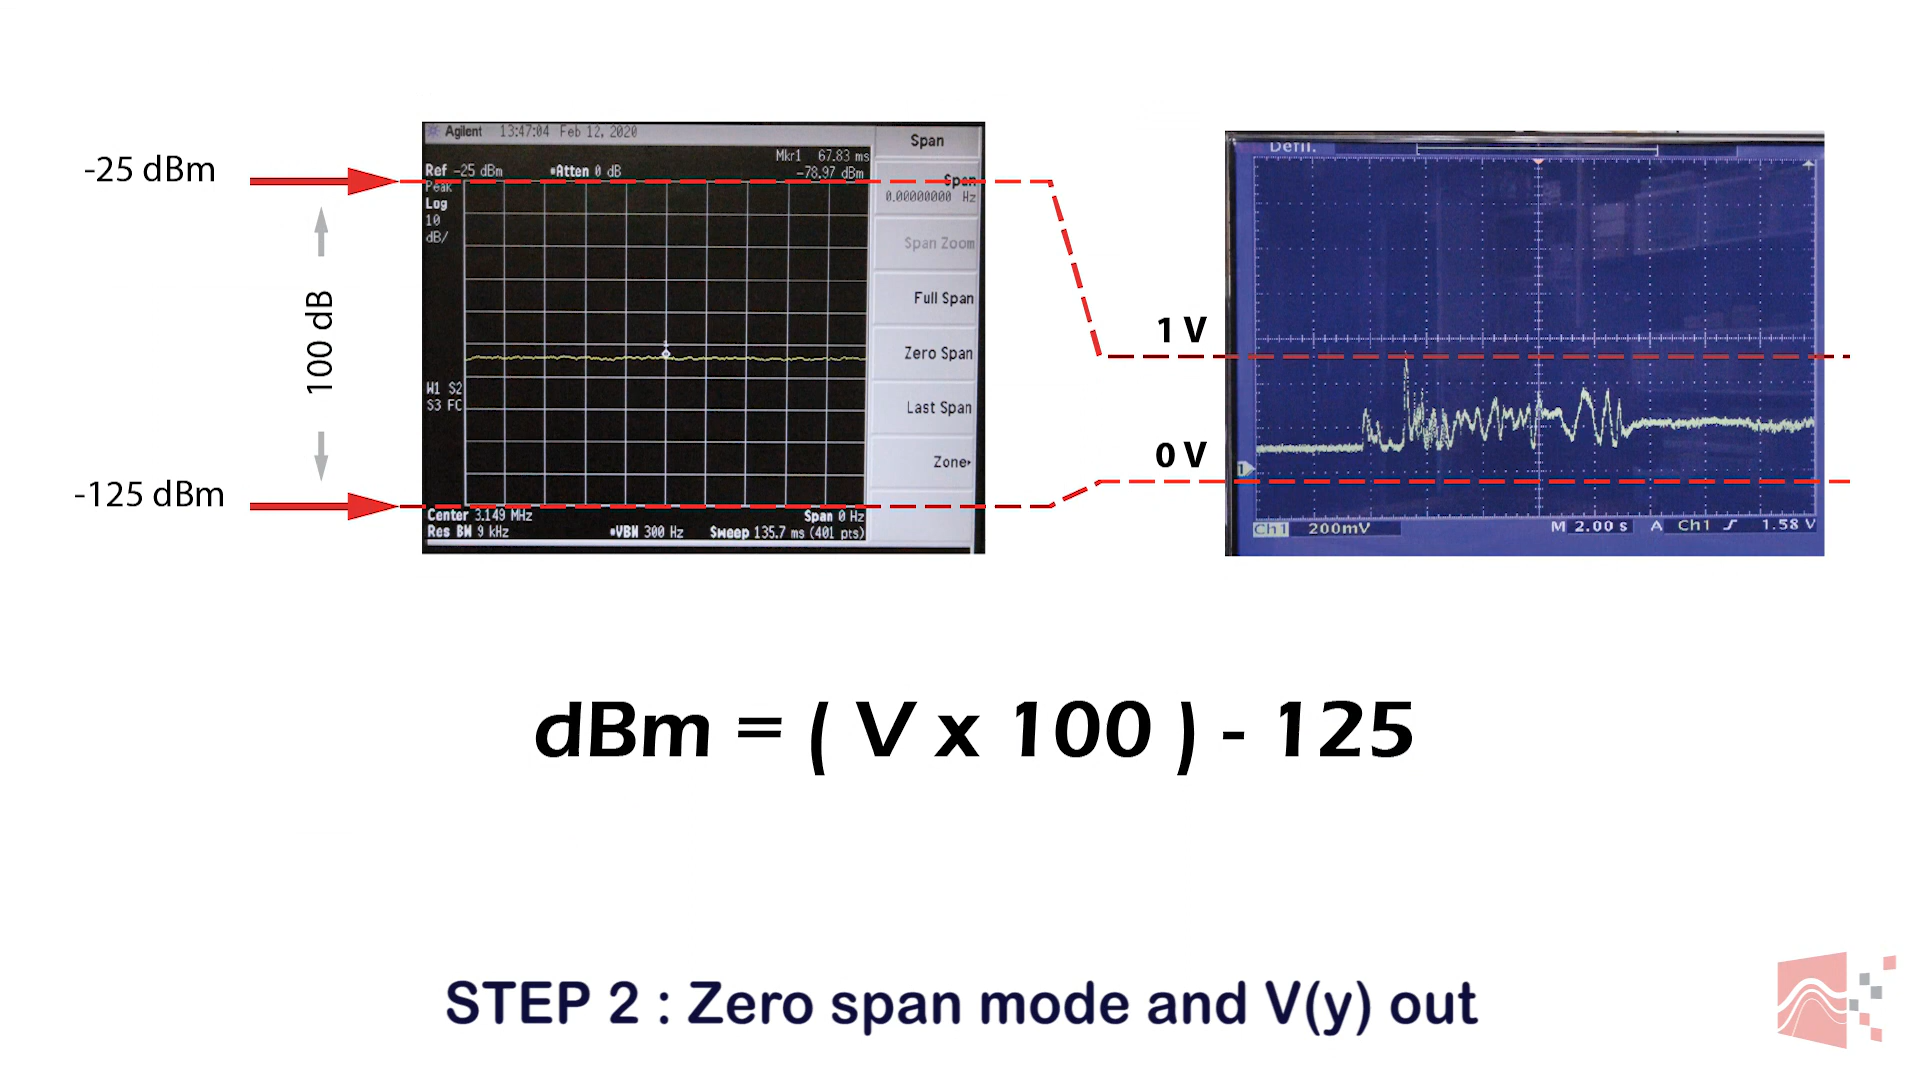 -25 dBm
100 dB
-125 dBm
Agilent 13:47:04 Feb 12, 2020
Mkr1 67.83 ms
Ref -25 dBm *Atten 0 dB -78.97 dBm
Peak
Log
10
dB/
1
W1 S2
S3 FC
Center 3.149 MHz Span 0 Hz
Res BW 9 kHz *VBW 300 Hz Sweep 135.7 ms (401 pts)
Span
Span
0.00000000 Hz
Span Zoom
Full Span
Zero Span
Last Span
Zone
1 V
0 V
Défil.
1
Ch1 200mV M 2.00 s A Ch1 1.58 V
dBm = ( V x 100 ) - 125
STEP 2 : Zero span mode and V(y) out